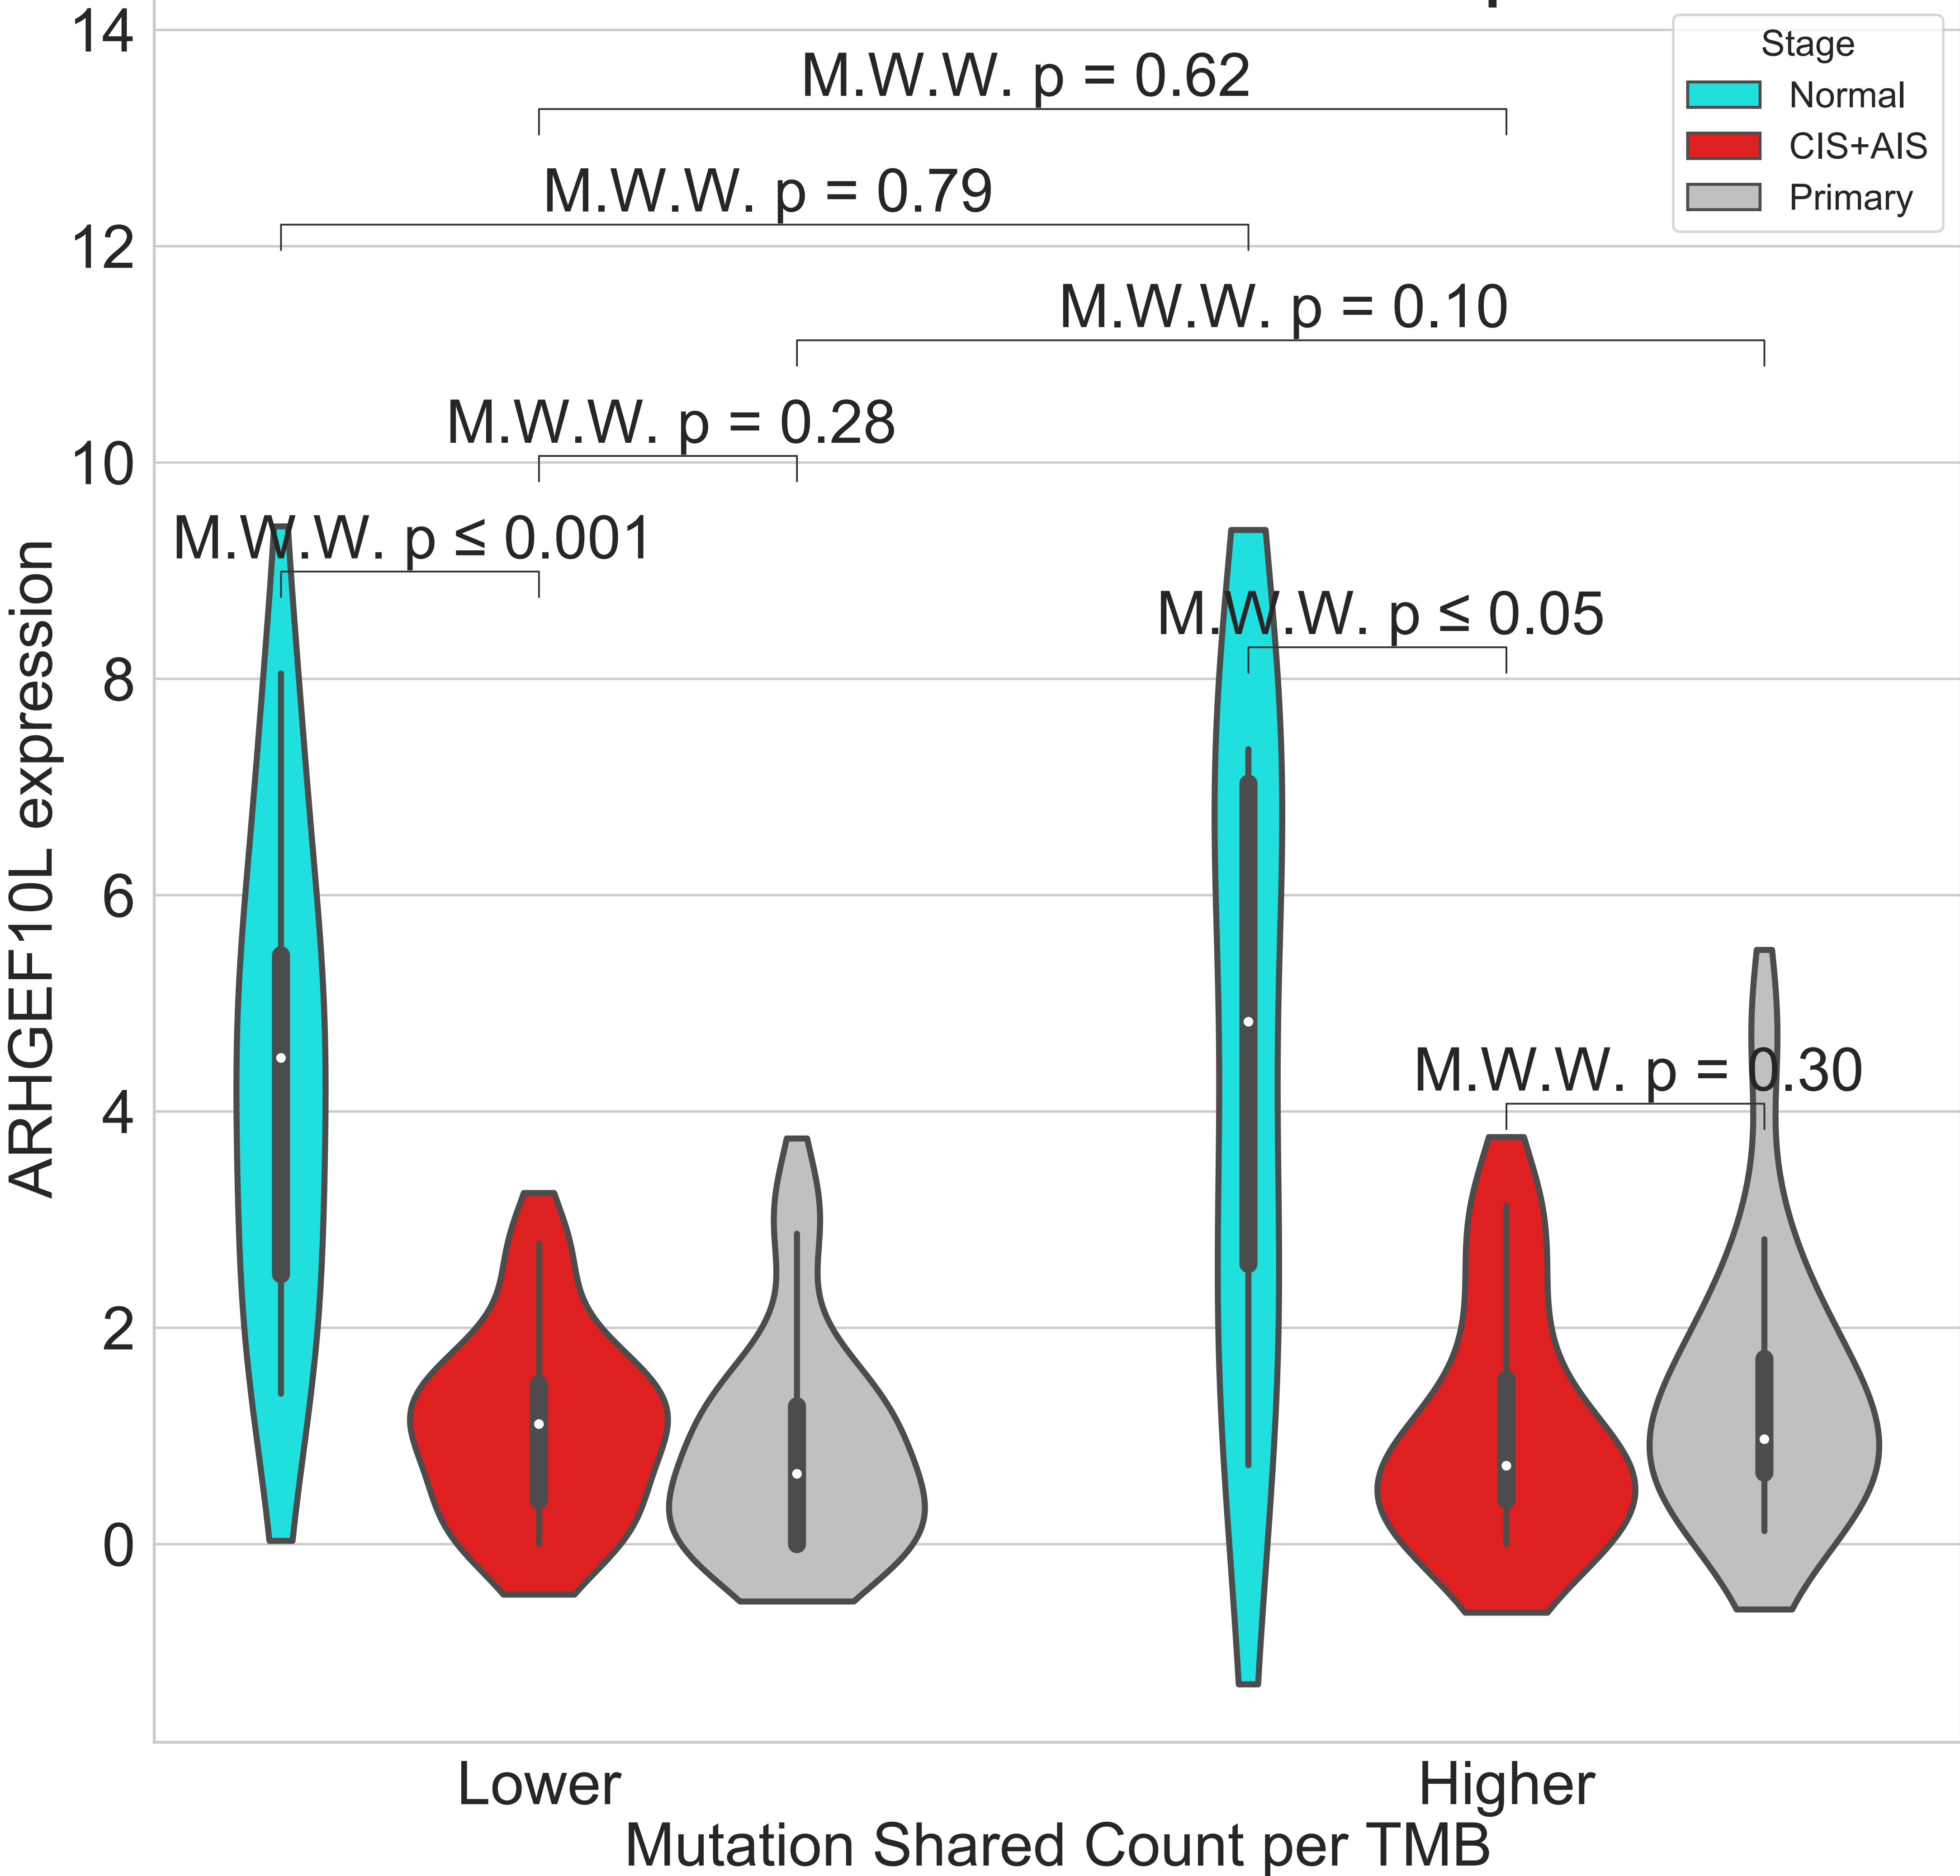 14
12
10
8
6
4
2
0
ARHGEF10L expression
M.W.W. p = 0.62
M.W.W. p = 0.79
M.W.W. p = 0.10
M.W.W. p = 0.28
M.W.W. p ≤ 0.001
M.W.W. p ≤ 0.05
M.W.W. p = 0.30
Stage
Normal
CIS+AIS
Primary
Lower
Higher
Mutation Shared Count per TMB